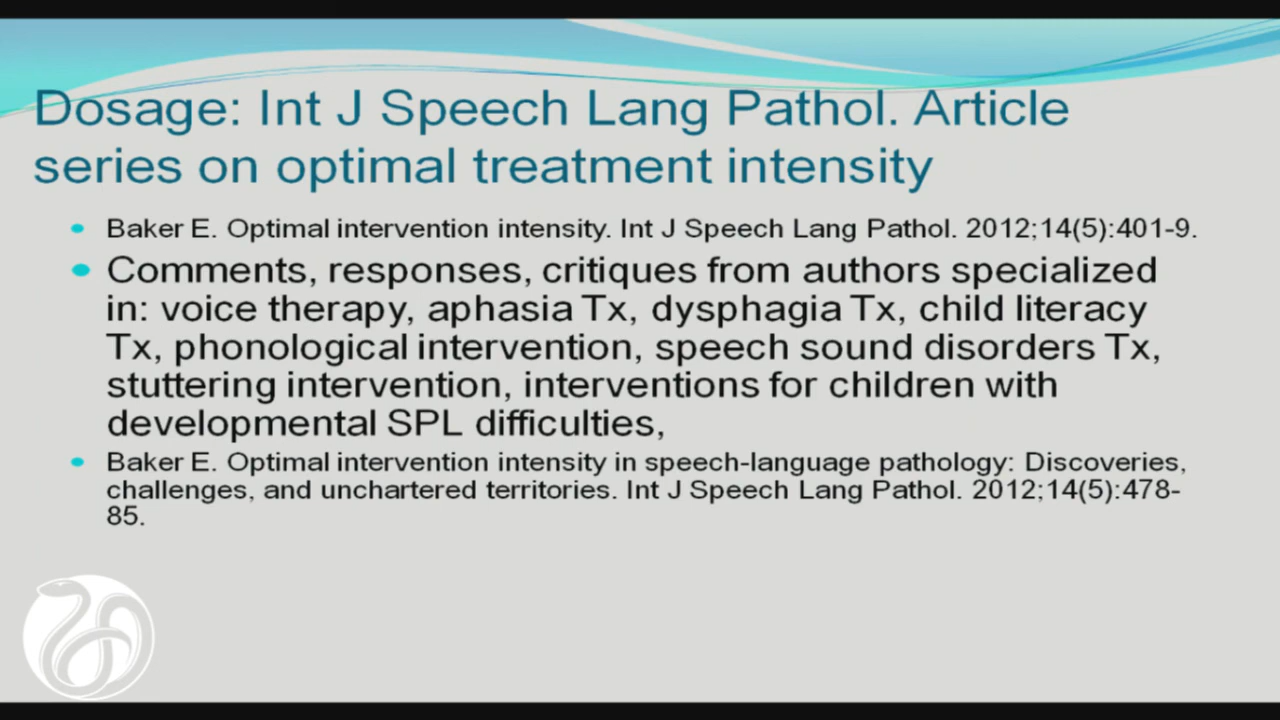 Dosage: Int J Speech Lang Pathol. Article
series on optimal treatment intensity
Baker E. Optimal intervention intensity. Int J Speech Lang Pathol. 2012;14(5):401-9.
Comments, responses, critiques from authors specialized
in: voice therapy, aphasia Tx, dysphagia Tx, child literacy
Tx, phonological intervention, speech sound disorders Tx,
stuttering intervention, interventions for children with
developmental SPL difficulties,
Baker E. Optimal intervention intensity in speech-language pathology: Discoveries,
challenges, and unchartered territories. Int J Speech Lang Pathol. 2012;14(5):478-
85.